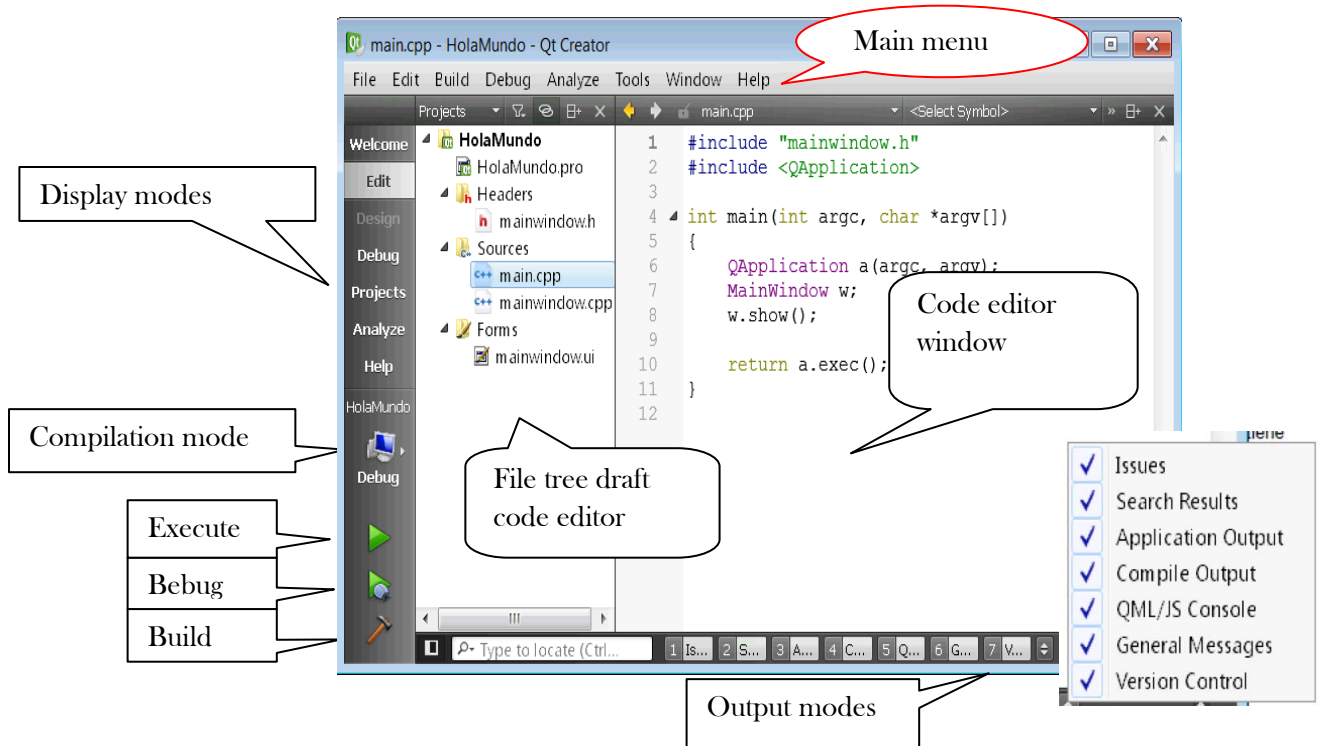 main.cpp - HolaMundo - Qt Creator
Main menu
File Edit Build Debug Analyze Tools Window Help
Projects
main.cpp
<Select Symbol>
Welcome
Edit
Design
Debug
Projects
Analyze
Help
HolaMundo
Debug
HolaMundo
HolaMundo.pro
Headers
mainwindow.h
Sources
main.cpp
mainwindow.cpp
Forms
mainwindow.ui
1 #include "mainwindow.h"
2 #include <QApplication>
3
4 int main(int argc, char *argv[])
5 {
6 QApplication a(argc, argv);
7 MainWindow w;
8 w.show();
9
10 return a.exec();
11 }
12
Display modes
Compilation mode
Execute
Bebug
Build
File tree draft
code editor
Code editor
window
Type to locate (Ctrl...
1 Is... 2 S... 3 A... 4 C... 5 Q... 6 G... 7 V...
Output modes
Issues
Search Results
Application Output
Compile Output
QML/JS Console
General Messages
Version Control